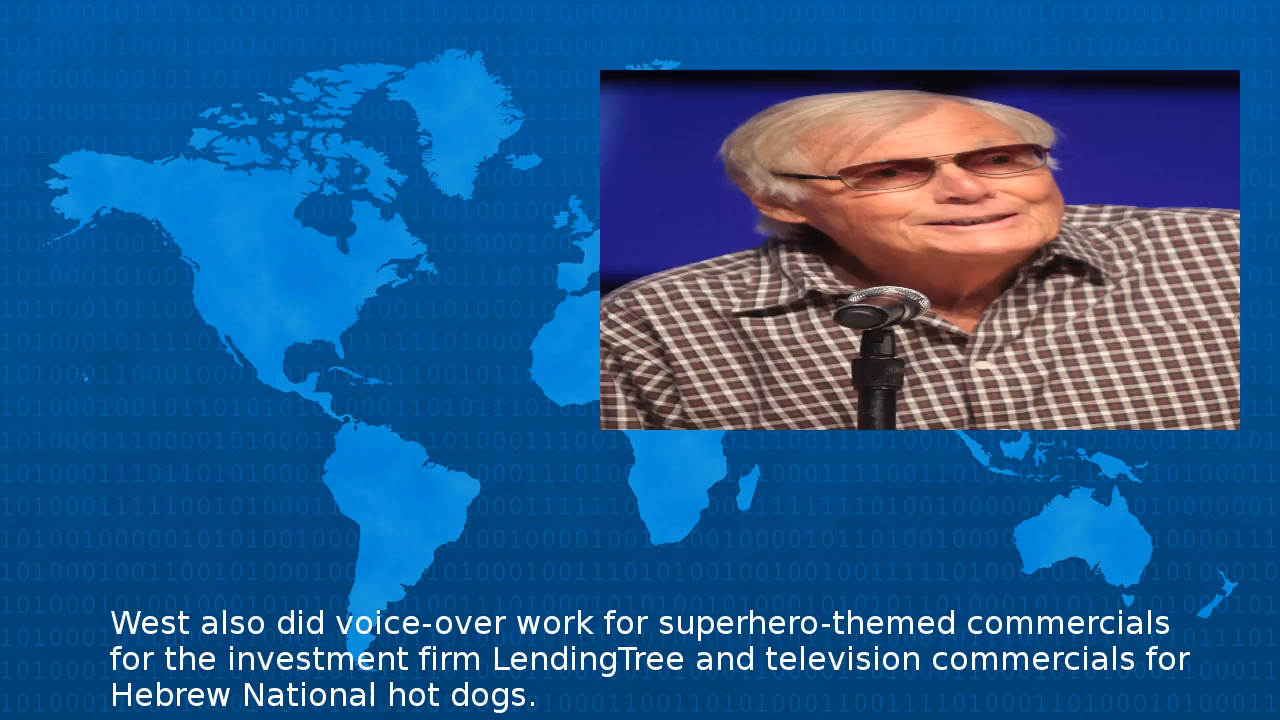 West also did voice-over work for superhero-themed commercials
for the investment firm LendingTree and television commercials for
Hebrew National hot dogs.